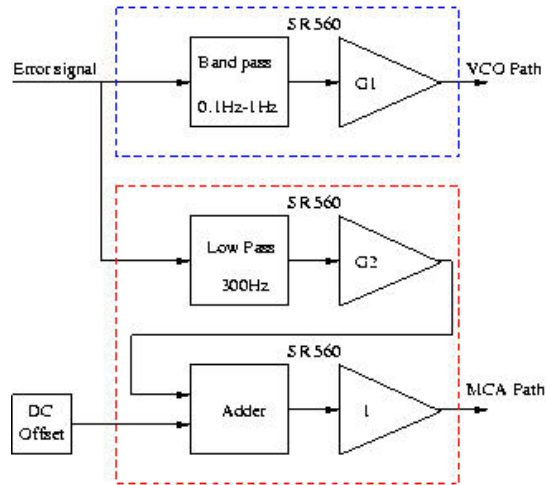 SR560
Error signal
Band pass
0.1Hz-1Hz
G1
VCO Path
SR560
Low Pass
300Hz
G2
SR560
DC
Offset
Adder
1
MCA Path